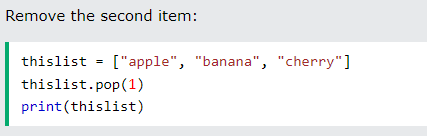 Remove the second item:
thislist = ["apple", "banana", "cherry"]
thislist.pop(1)
print(thislist)